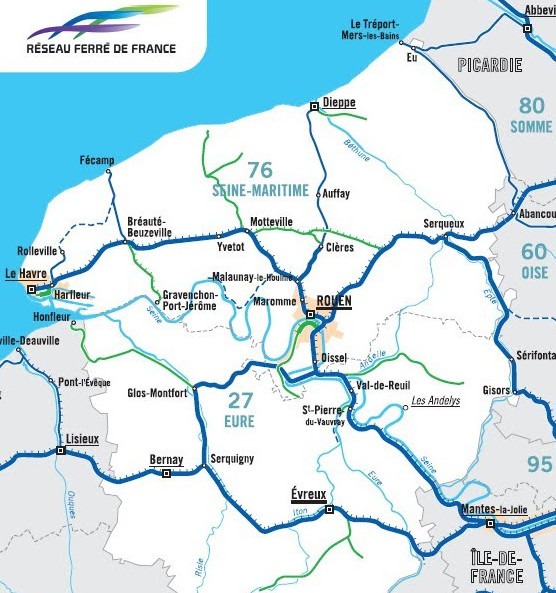 RÉSEAU FERRÉ DE FRANCE
Abbevi
Le Tréport-
Mers-les-Bains
Eu
PICARDIE
80
SOMME
Dieppe
Béthune
Fécamp
76
SEINE-MARITIME
Auffay
Abancou
Bréauté-
Beuzeville
Motteville
Serqueux
Yvetot
Clères
60
OISE
Rolleville
Le Havre
Malaunay-le-Houlme
Harfleur
Gravenchon-
Port-Jérôme
Maromme
ROUEN
Epte
Honfleur
Seine
ville-Deauville
Oissel
Andelle
Sérifonta
Pont-l'Évêque
Glos-Montfort
27
EURE
Val-de-Reuil
Les Andelys
Gisors
St-Pierre-
du-Vauvray
Lisieux
Bernay
Serquigny
Eure
Seine
95
Évreux
Iton
Mantes-la-Jolie
Risle
ÎLE-DE-
FRANCE